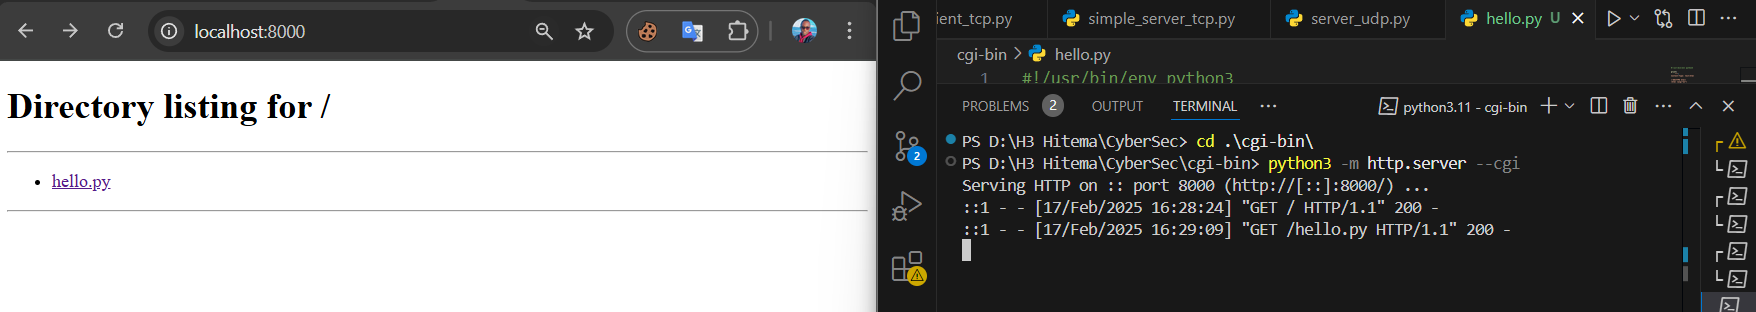 localhost:8000
Directory listing for /
hello.py
ient_tcp.py simple_server_tcp.py server_udp.py hello.py U
cgi-bin > hello.py
1 #!/usr/bin/env python3
PROBLEMS 2 OUTPUT TERMINAL ··· python3.11 - cgi-bin
PS D:\H3 Hitema\CyberSec> cd .\cgi-bin\
PS D:\H3 Hitema\CyberSec\cgi-bin> python3 -m http.server --cgi
Serving HTTP on :: port 8000 (http://[::]:8000/) ...
::1 - - [17/Feb/2025 16:28:24] "GET / HTTP/1.1" 200 -
::1 - - [17/Feb/2025 16:29:09] "GET /hello.py HTTP/1.1" 200 -
2